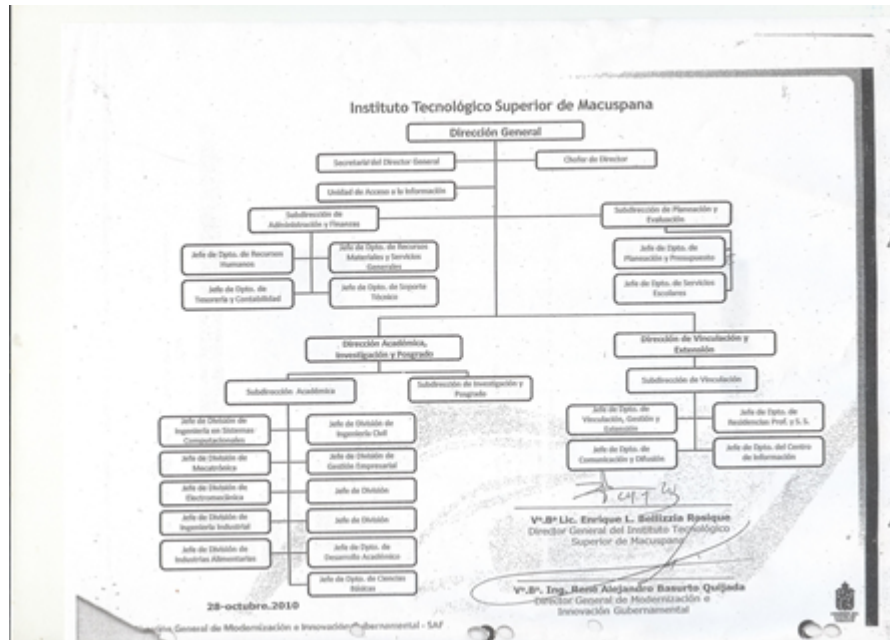 Instituto Tecnológico Superior de Macuspana
Dirección General
Secretaria del Director General
Chofer de Director
Unidad de Acceso a la Información
Subdirección de
Administración y Finanzas
Subdirección de Planeación y
Evaluación
Jefe de Dpto. de Recursos
Humanos
Jefe de Dpto. de Recursos
Materiales y Servicios
Generales
Jefe de Dpto. de
Planeación y Presupuesto
Jefe de Dpto. de
Tesorería y Contabilidad
Jefe de Dpto. de Soporte
Técnico
Jefe de Dpto. de Servicios
Escolares
Dirección Académica,
Investigación y Posgrado
Dirección de Vinculación y
Extensión
Subdirección Académica
Subdirección de Investigación y
Posgrado
Subdirección de Vinculación
Jefe de División de
Ingeniería en Sistemas
Computacionales
Jefe de División de
Ingeniería Civil
Jefe de Dpto. de
Vinculación, Gestión y
Extensión
Jefe de Dpto. de
Residencias Prof. y S. S.
Jefe de División de
Mecatrónica
Jefe de División de
Gestión Empresarial
Jefe de Dpto. de
Comunicación y Difusión
Jefe de Dpto. del Centro
de Información
Jefe de División de
Electromecánica
Jefe de División
Jefe de División de
Ingeniería Industrial
Jefe de División
Jefe de División de
Industrias Alimentarias
Jefe de Dpto. de
Desarrollo Académico
Jefe de Dpto. de Ciencias
Básicas
Vº.Bº Lic. Enrique L. Bellizzia Rosique
Director General del Instituto Tecnológico
Superior de Macuspana
Vº.Bº. Ing. René Alejandro Basurto Quijada
Director General de Modernización e
Innovación Gubernamental
28-octubre.2010
General de Modernización e Innovación Gubernamental - SAF